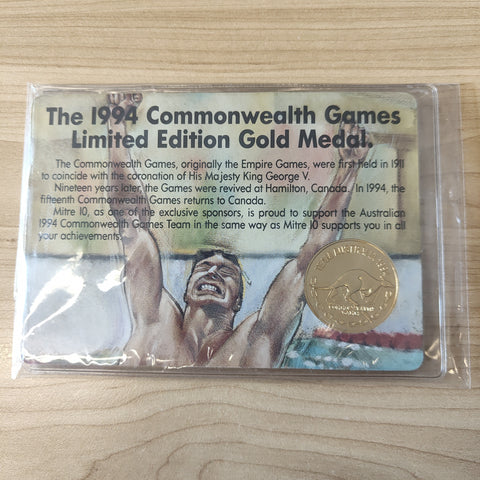 The 1994 Commonwealth Games
Limited Edition Gold Medal.
The Commonwealth Games, originally the Empire Games, were first held in 1911
to coincide with the coronation of His Majesty King George V.
Nineteen years later, the Games were revived at Hamilton, Canada. In 1994, the
fifteenth Commonwealth Games returns to Canada.
Mitre 10, as one of the exclusive sponsors, is proud to support the Australian
1994 Commonwealth Games Team in the same way as Mitre 10 supports you in all
your achievements.
COMMONWEALTH
GAMES